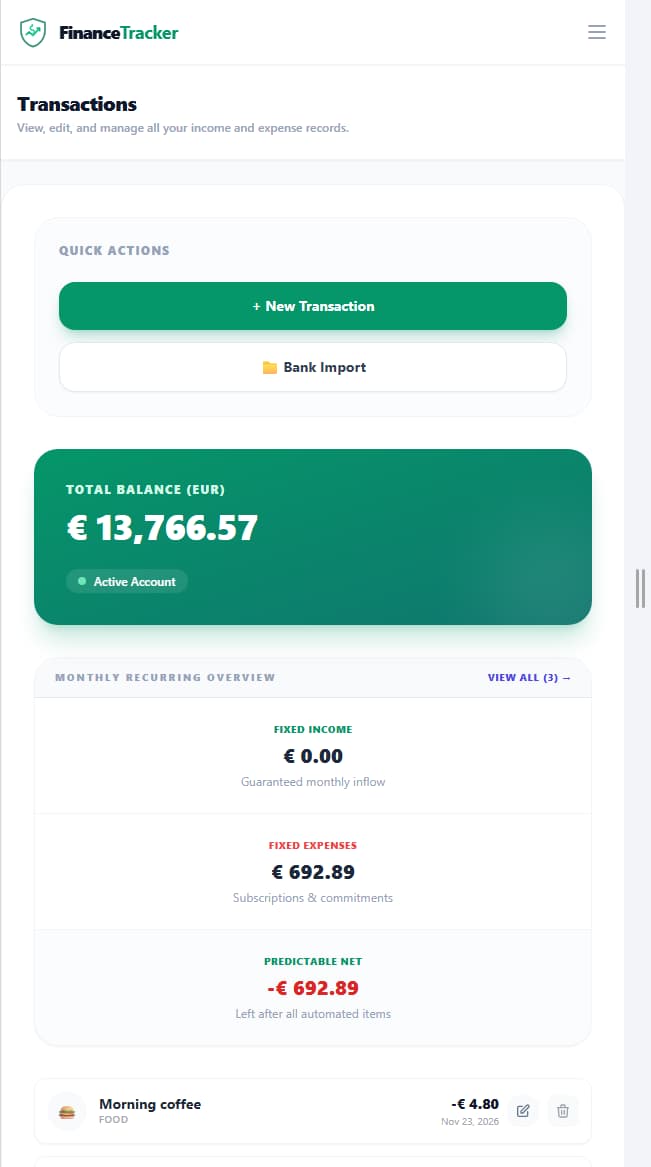 FinanceTracker
Transactions
View, edit, and manage all your income and expense records.
QUICK ACTIONS
+ New Transaction
Bank Import
TOTAL BALANCE (EUR)
€ 13,766.57
Active Account
MONTHLY RECURRING OVERVIEW VIEW ALL (3) →
FIXED INCOME
€ 0.00
Guaranteed monthly inflow
FIXED EXPENSES
€ 692.89
Subscriptions & commitments
PREDICTABLE NET
-€ 692.89
Left after all automated items
Morning coffee -€ 4.80
FOOD Nov 23, 2026